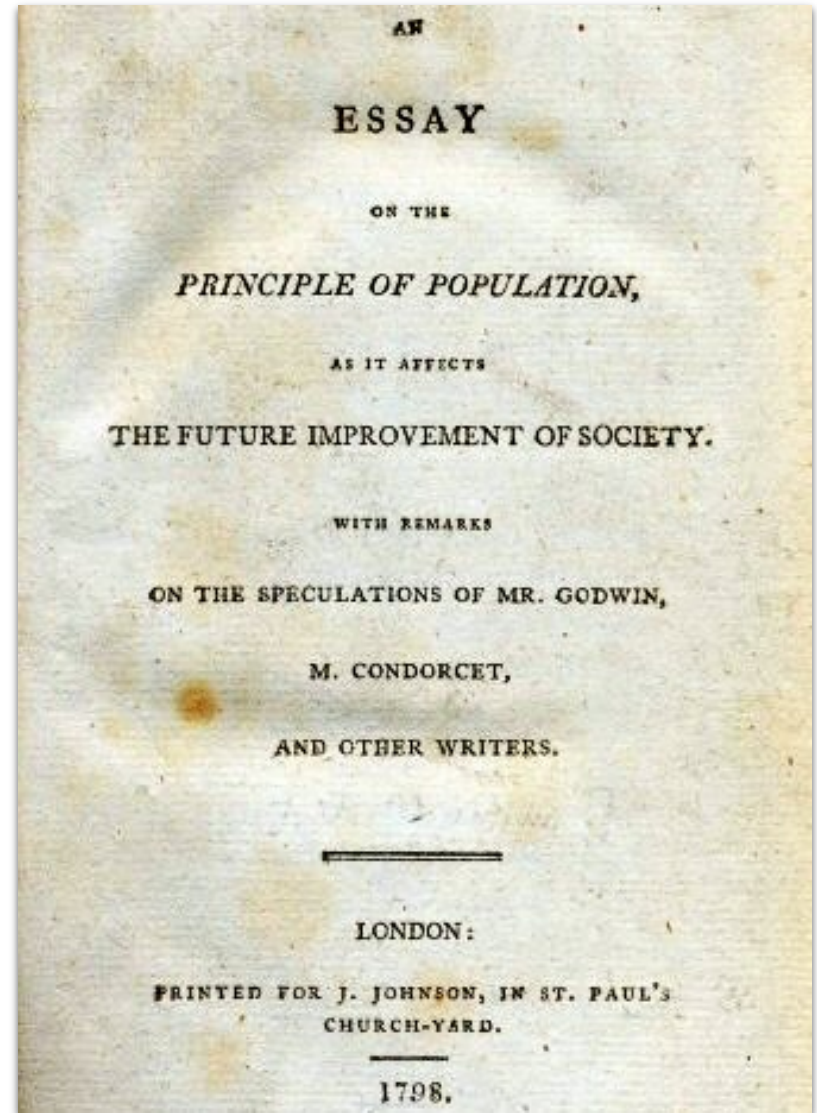 AN
ESSAY
ON THE
PRINCIPLE OF POPULATION,
AS IT AFFECTS
THE FUTURE IMPROVEMENT OF SOCIETY.
WITH REMARKS
ON THE SPECULATIONS OF MR. GODWIN,
M. CONDORCET,
AND OTHER WRITERS.
LONDON:
PRINTED FOR J. JOHNSON, IN ST. PAUL'S
CHURCH-YARD.
1798.